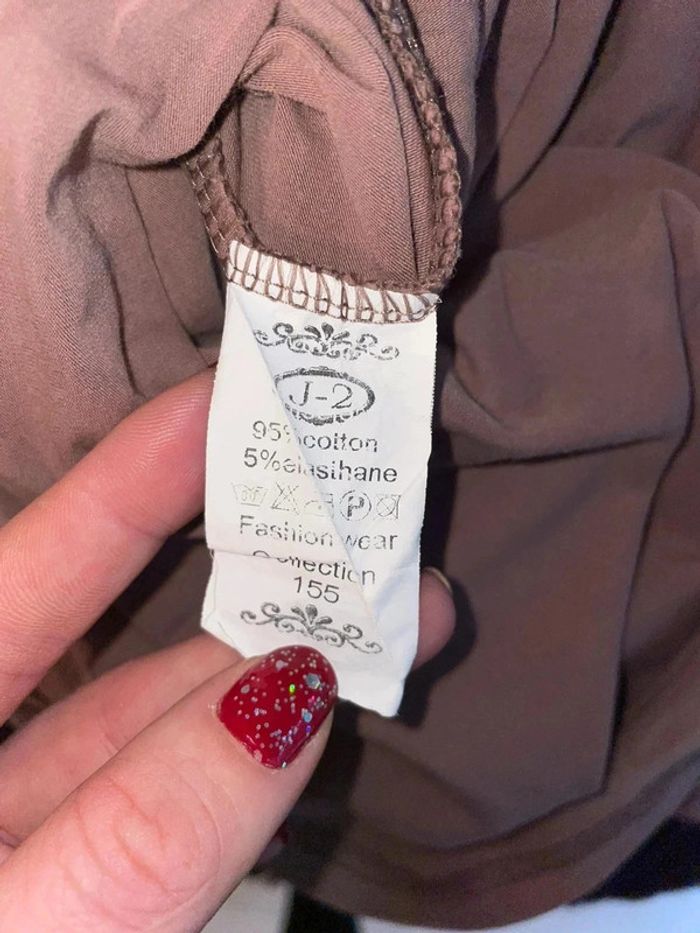 J-2
95% cotton
5%elasthane
P
Fashion wear
Collection
155